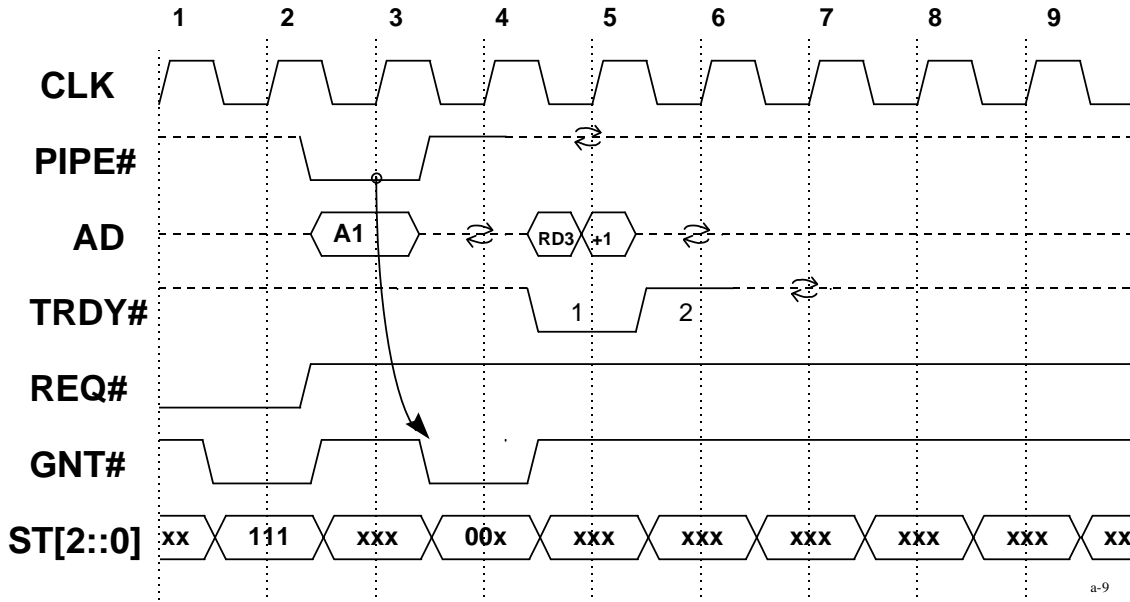 1 2 3 4 5 6 7 8 9
CLK
PIPE#
AD A1 RD3 +1
TRDY# 1 2
REQ#
GNT#
ST[2::0] xx 111 xxx 00x xxx xxx xxx xxx xxx xx
a-9